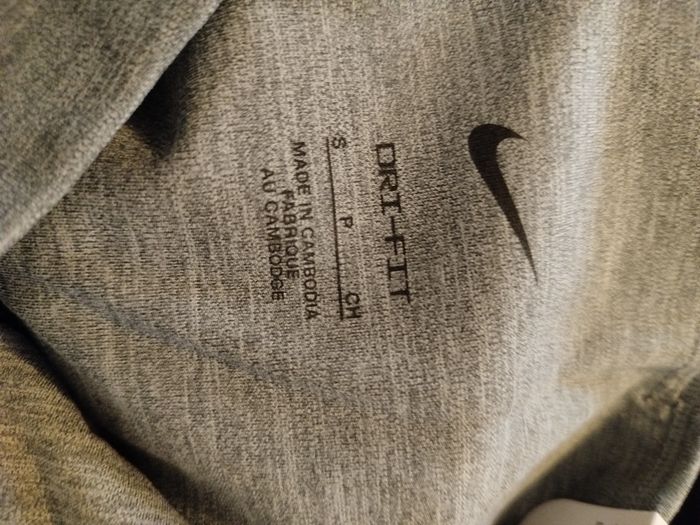 DRI-FIT
S P CH
MADE IN CAMBODIA
FABRIQUE
AU CAMBODGE